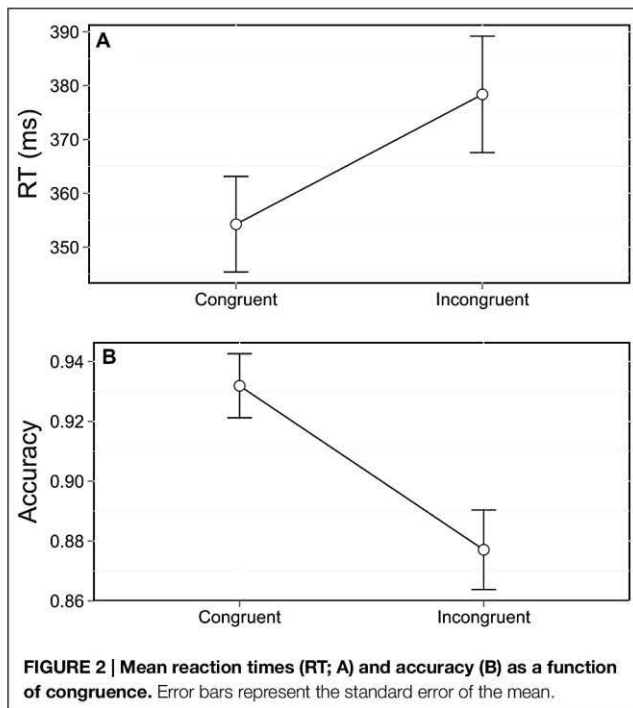 A
390
380
370
360
350
RT (ms)
Congruent Incongruent
B
0.94
0.92
0.90
0.88
0.86
Accuracy
Congruent Incongruent
FIGURE 2 | Mean reaction times (RT; A) and accuracy (B) as a function
of congruence. Error bars represent the standard error of the mean.